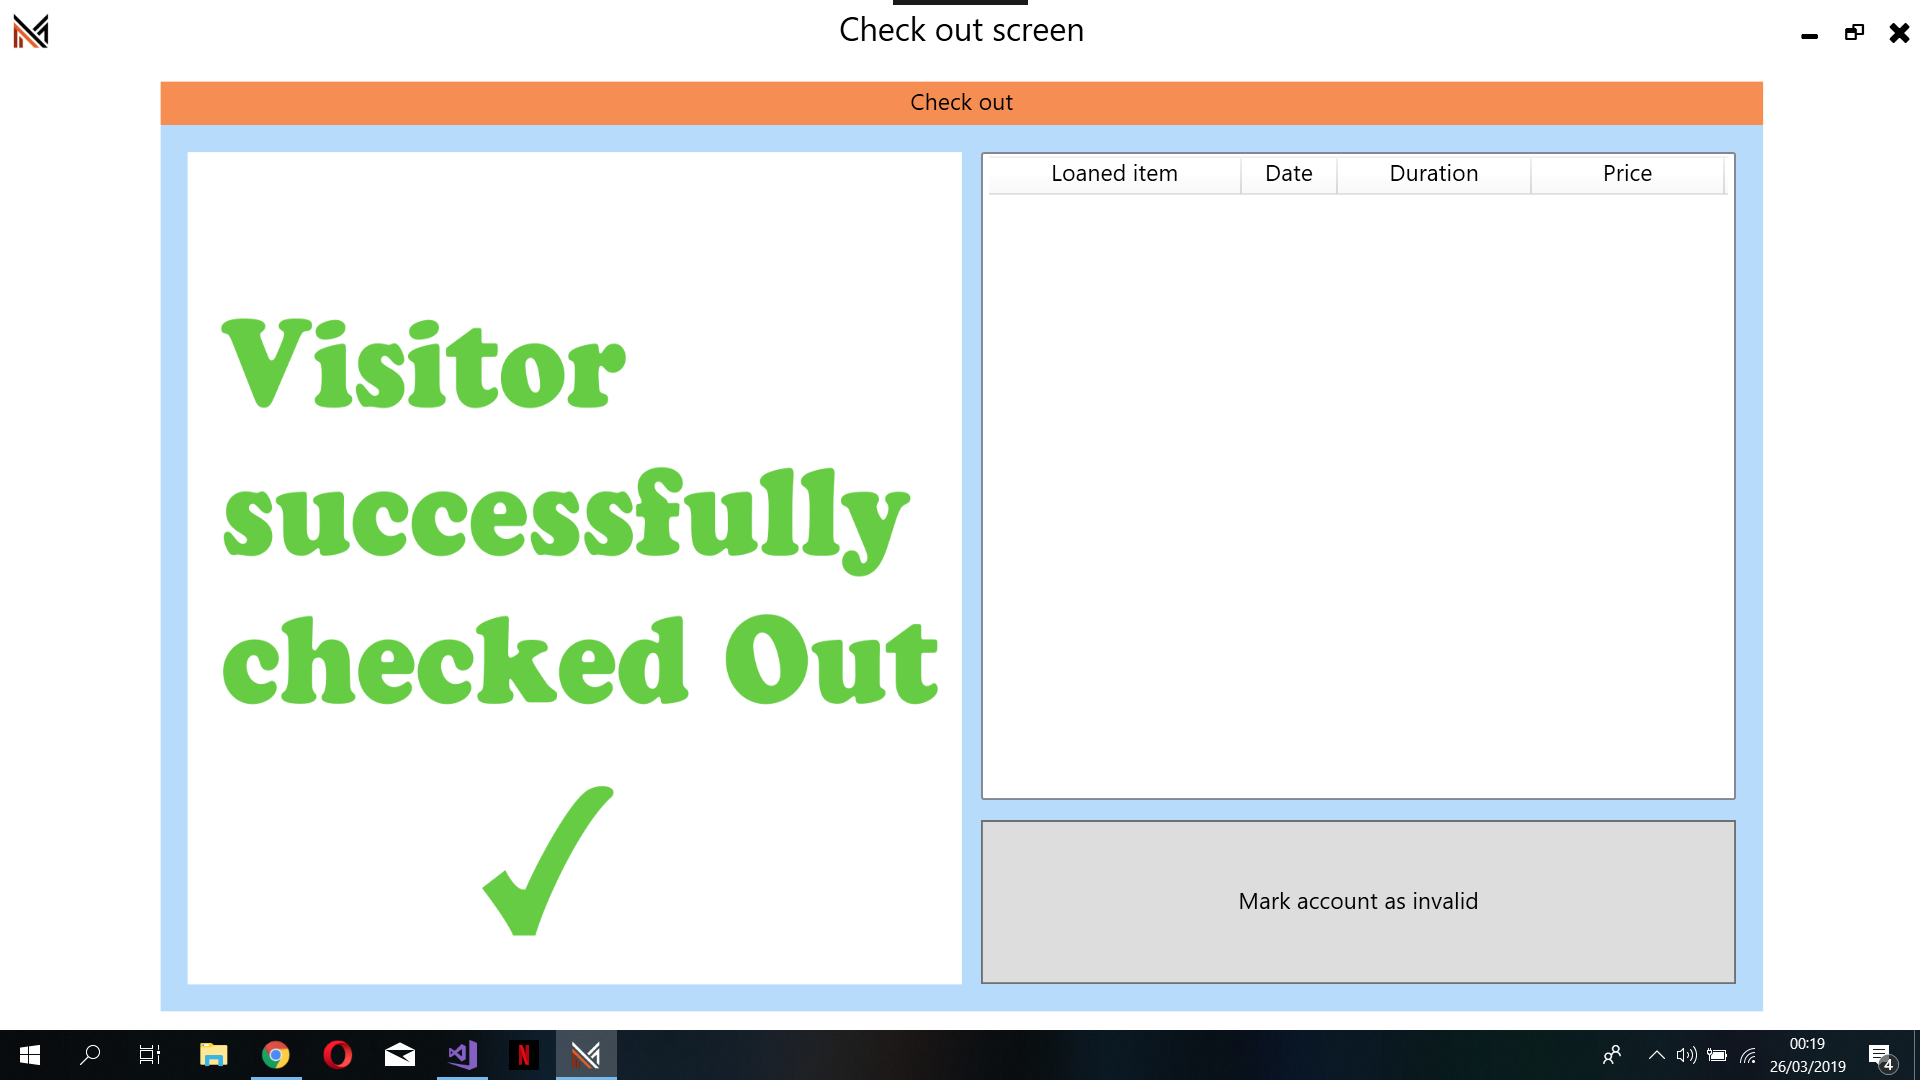 Check out screen
Check out
Visitor
successfully
checked Out
Loaned item Date Duration Price
Mark account as invalid
00:19
26/03/2019
4